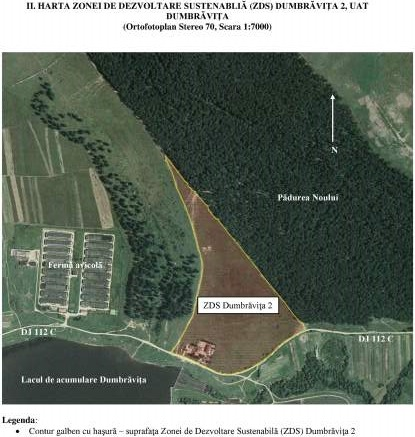 II. HARTA ZONEI DE DEZVOLTARE SUSTENABLIĂ (ZDS) DUMBRĂVIȚA 2, UAT
DUMBRĂVIȚA
(Ortofotoplan Stereo 70, Scara 1:7000)
N
Pădurea Noului
Fermă avicolă
ZDS Dumbrăvița 2
DJ 112 C
DJ 112 C
Lacul de acumulare Dumbrăvița
Legenda:
• Contur galben cu hașură – suprafața Zonei de Dezvoltare Sustenabilă (ZDS) Dumbrăvița 2